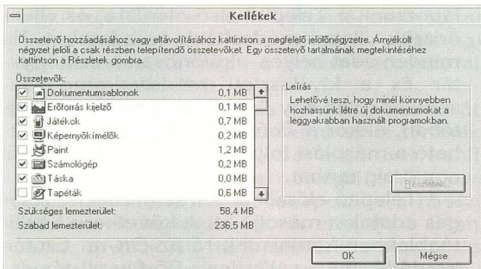 Kellékek
Összetevő hozzáadásához vagy eltávolításához kattintson a megfelelő jelölőnégyzetre. Árnyékolt
négyzet jelöli a csak részben telepítendő összetevőket. Egy összetevő tartalmának megtekintéséhez
kattintson a Részletek gombra.
Összetevők:
Dokumentumsablonok 0,1 MB
Erőforrás kijelző 0,1 MB
Játékok 0,7 MB
Képernyőkímélők 0,2 MB
Paint 1,2 MB
Számológép 0,2 MB
Táska 0,0 MB
Tapéták 0,6 MB
Leírás
Lehetővé teszi, hogy minél könnyebben
hozhassunk létre új dokumentumokat a
leggyakrabban használt programokban.
Részletek...
Szükséges lemezterület: 58,4 MB
Szabad lemezterület: 236,5 MB
OK Mégse